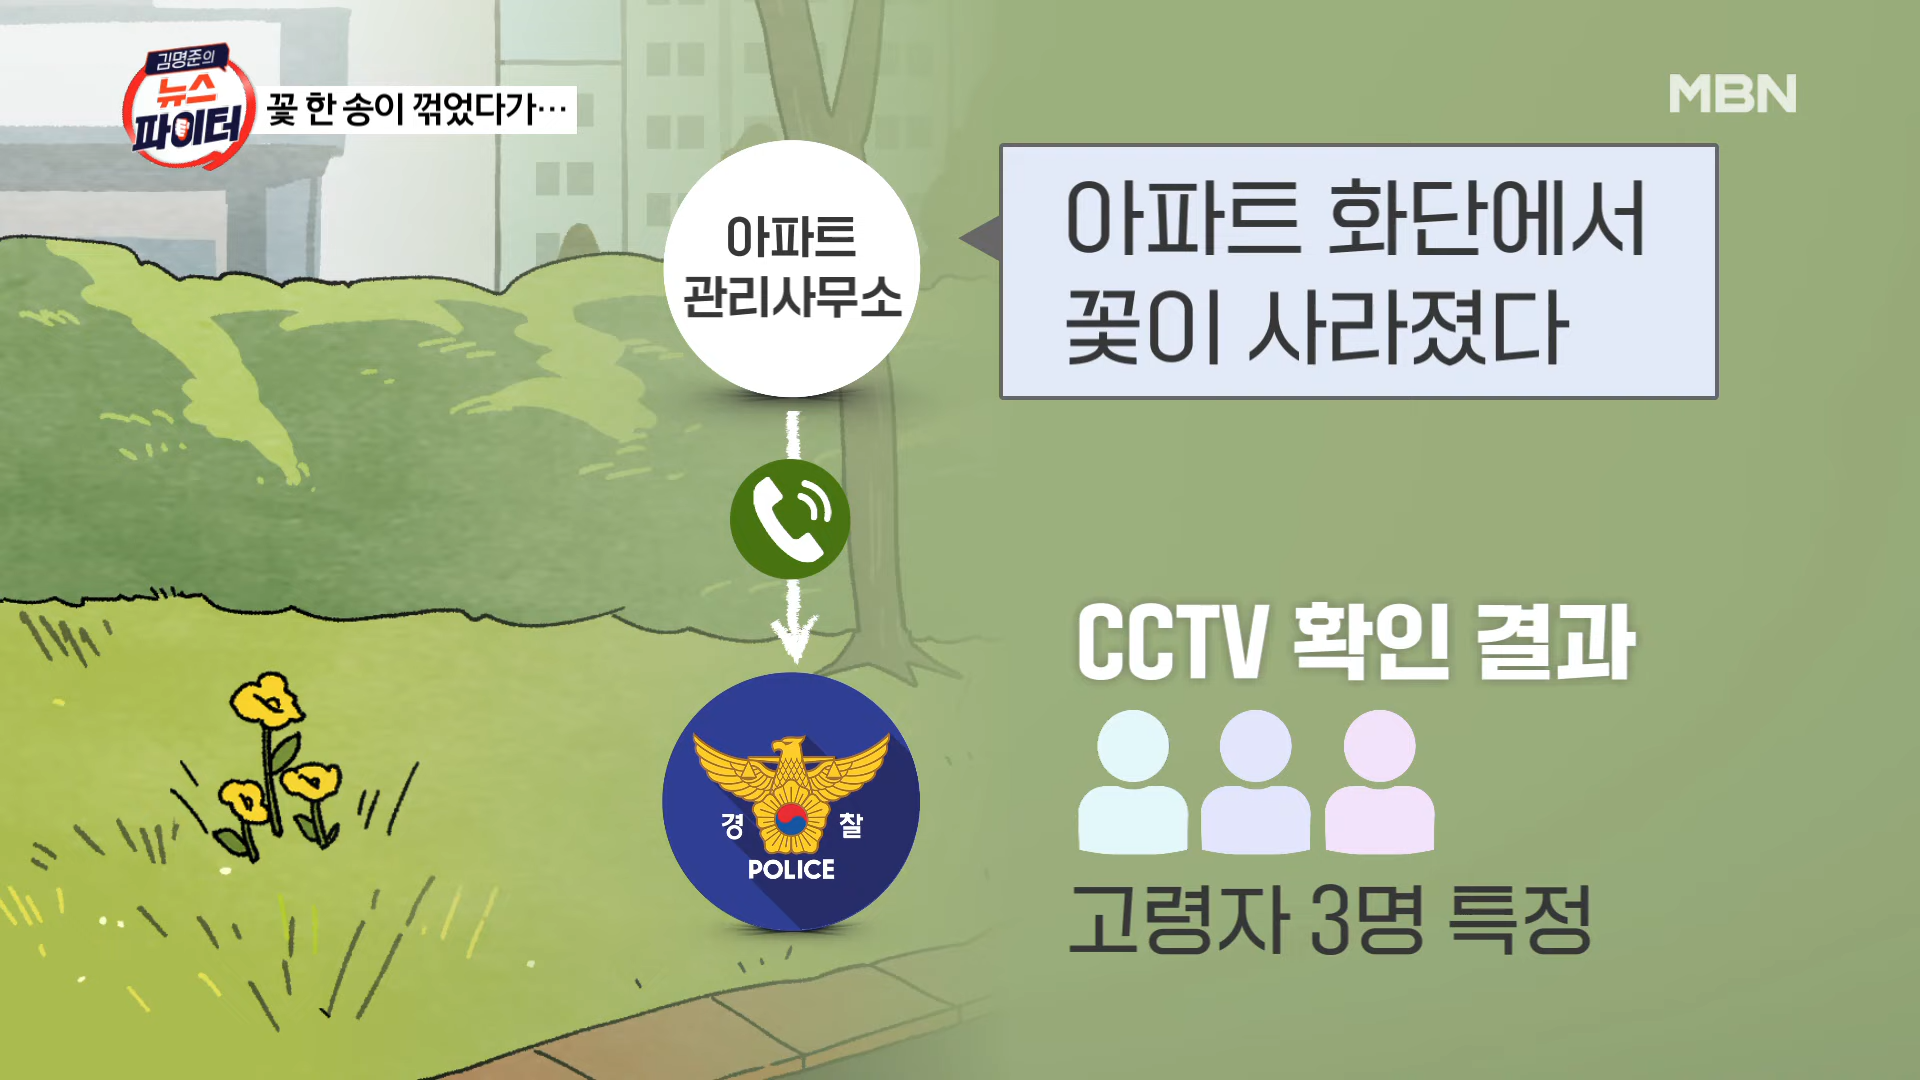 김명준의
뉴스
파이터
꽃 한 송이 꺾었다가…
MBN
아파트
관리사무소
아파트 화단에서
꽃이 사라졌다
경 찰
POLICE
CCTV 확인 결과
고령자 3명 특정